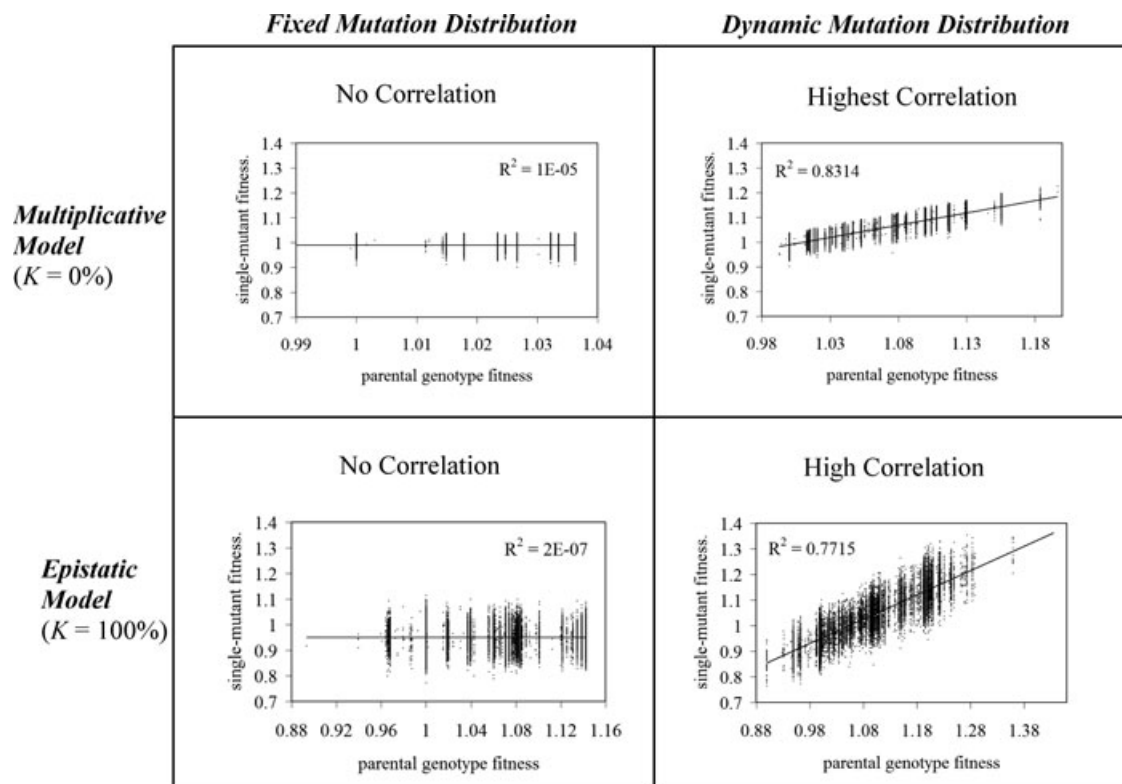 Fixed Mutation Distribution
Dynamic Mutation Distribution
Multiplicative
Model
(K = 0%)
No Correlation
R² = 1E-05
single-mutant fitness.
1.4
1.3
1.2
1.1
1
0.9
0.8
0.7
0.99 1 1.01 1.02 1.03 1.04
parental genotype fitness
Highest Correlation
R² = 0.8314
single-mutant fitness.
1.4
1.3
1.2
1.1
1
0.9
0.8
0.7
0.98 1.03 1.08 1.13 1.18
parental genotype fitness
Epistatic
Model
(K = 100%)
No Correlation
R² = 2E-07
single-mutant fitness.
1.4
1.3
1.2
1.1
1
0.9
0.8
0.7
0.88 0.92 0.96 1 1.04 1.08 1.12 1.16
parental genotype fitness
High Correlation
R² = 0.7715
single-mutant fitness.
1.4
1.3
1.2
1.1
1
0.9
0.8
0.7
0.88 0.98 1.08 1.18 1.28 1.38
parental genotype fitness